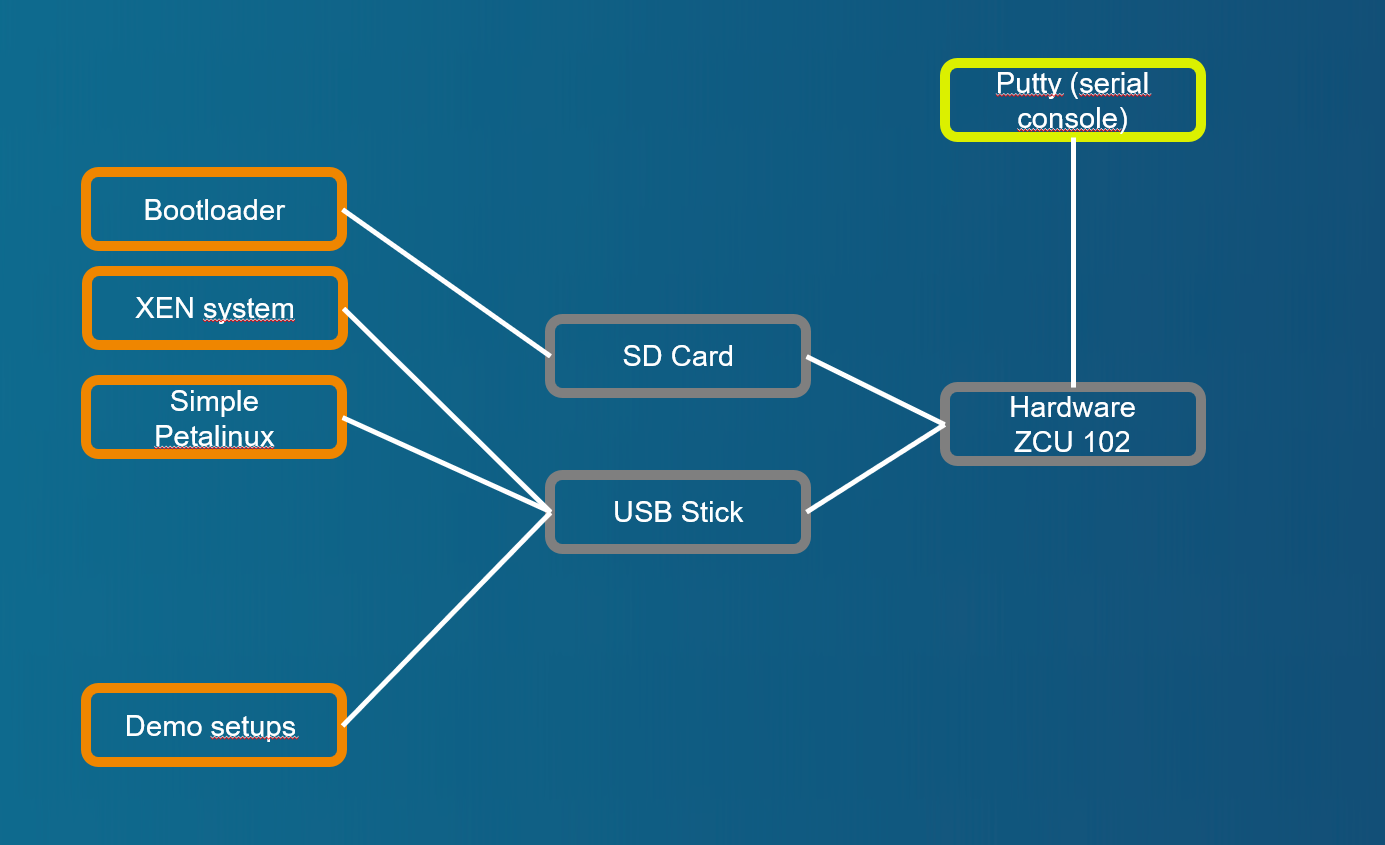 Putty (serial
console)
Bootloader
XEN system
SD Card
Simple
Petalinux
Hardware
ZCU 102
USB Stick
Demo setups